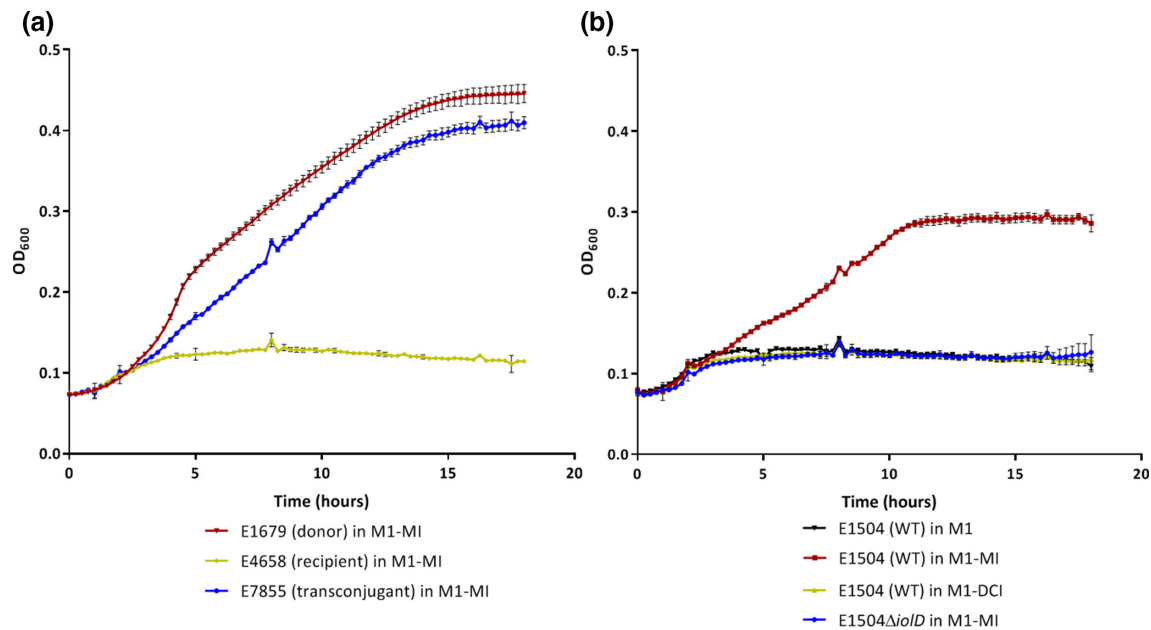 (a)
0.5
0.4
0.3
0.2
0.1
0.0
OD600
0
5
10
15
20
Time (hours)
E1679 (donor) in M1-MI
E4658 (recipient) in M1-MI
E7855 (transconjugant) in M1-MI
(b)
0.5
0.4
0.3
0.2
0.1
0.0
OD600
0
5
10
15
20
Time (hours)
E1504 (WT) in M1
E1504 (WT) in M1-MI
E1504 (WT) in M1-DCI
E1504ΔiolD in M1-MI